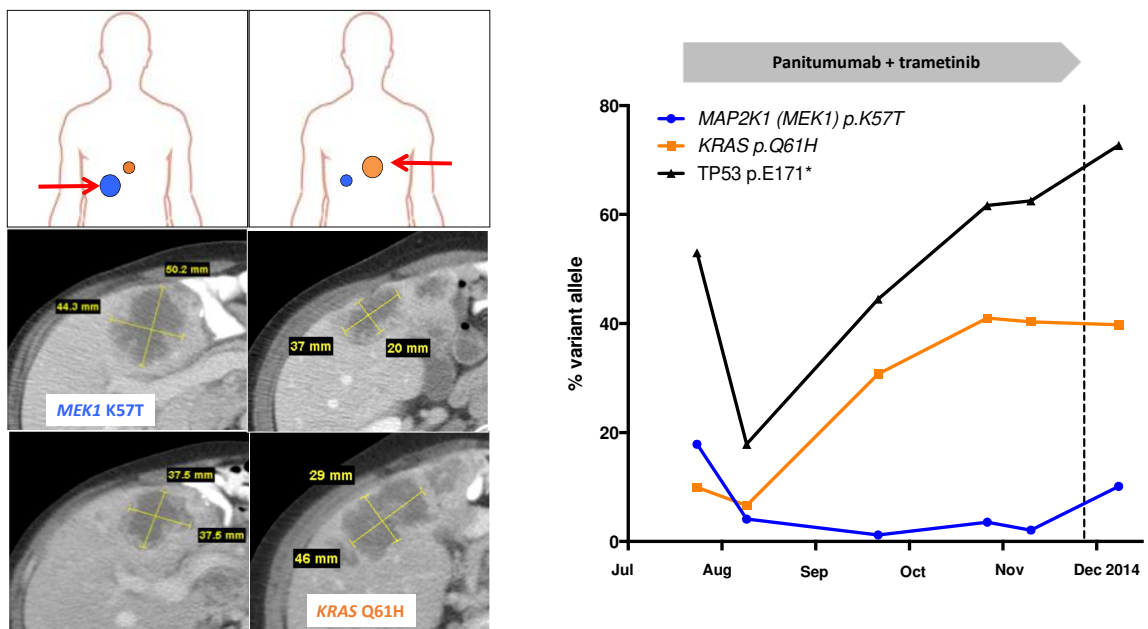 50.2 mm
44.3 mm
37 mm
20 mm
MEK1 K57T
37.5 mm
37.5 mm
29 mm
46 mm
KRAS Q61H
Panitumumab + trametinib
MAP2K1 (MEK1) p.K57T
KRAS p.Q61H
TP53 p.E171*
% variant allele
80
60
40
20
0
Jul Aug Sep Oct Nov Dec 2014